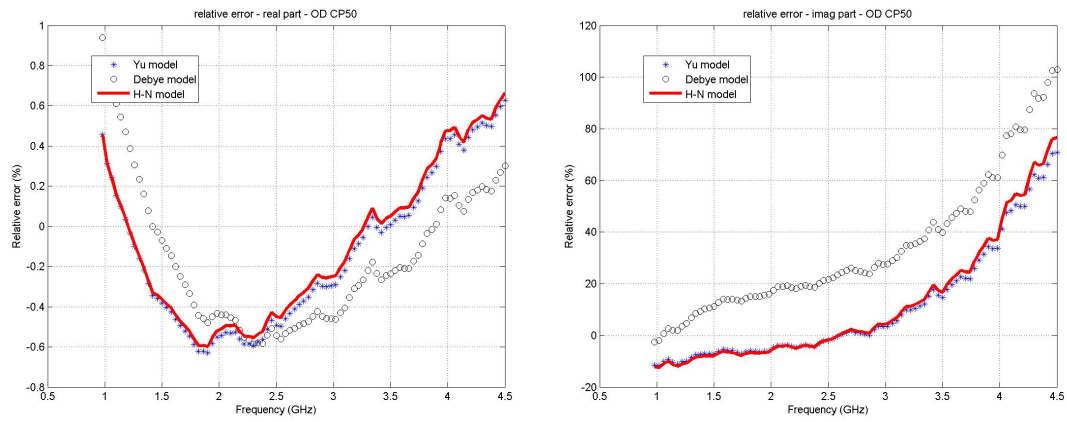 relative error - real part - OD CP50
1
0.8
0.6
0.4
0.2
0
-0.2
-0.4
-0.6
-0.8
Relative error (%)
Yu model
Debye model
H-N model
0.5 1 1.5 2 2.5 3 3.5 4 4.5
Frequency (GHz)
relative error - imag part - OD CP50
120
100
80
60
40
20
0
-20
Relative error (%)
Yu model
Debye model
H-N model
0.5 1 1.5 2 2.5 3 3.5 4 4.5
Frequency (GHz)